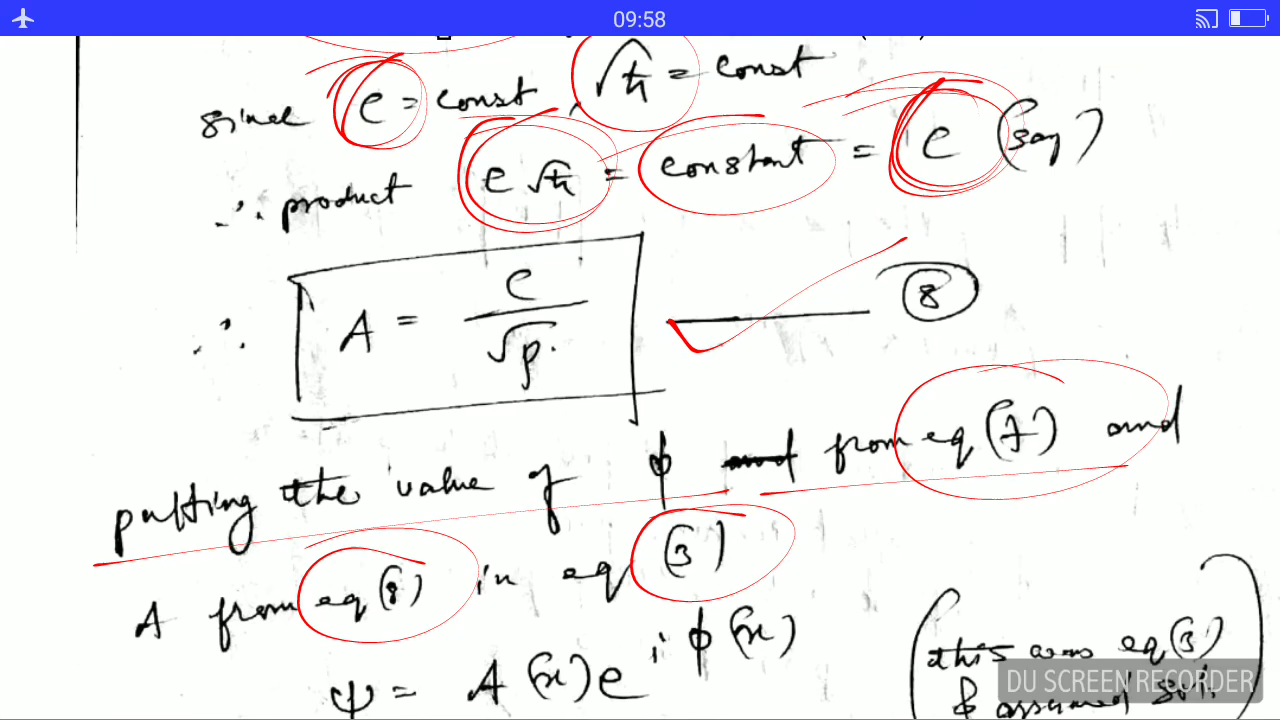 09:58
since C = const , √ħ = const
∴ product C √ħ = constant = C (say)
∴ A = C / √p. ⑧
putting the value of ϕ and from eq (7) and
A from eq (8) in eq (3)
ψ = A(x) e^{iϕ(x)} (this was eq (3)
& assumed sol^n
DU SCREEN RECORDER